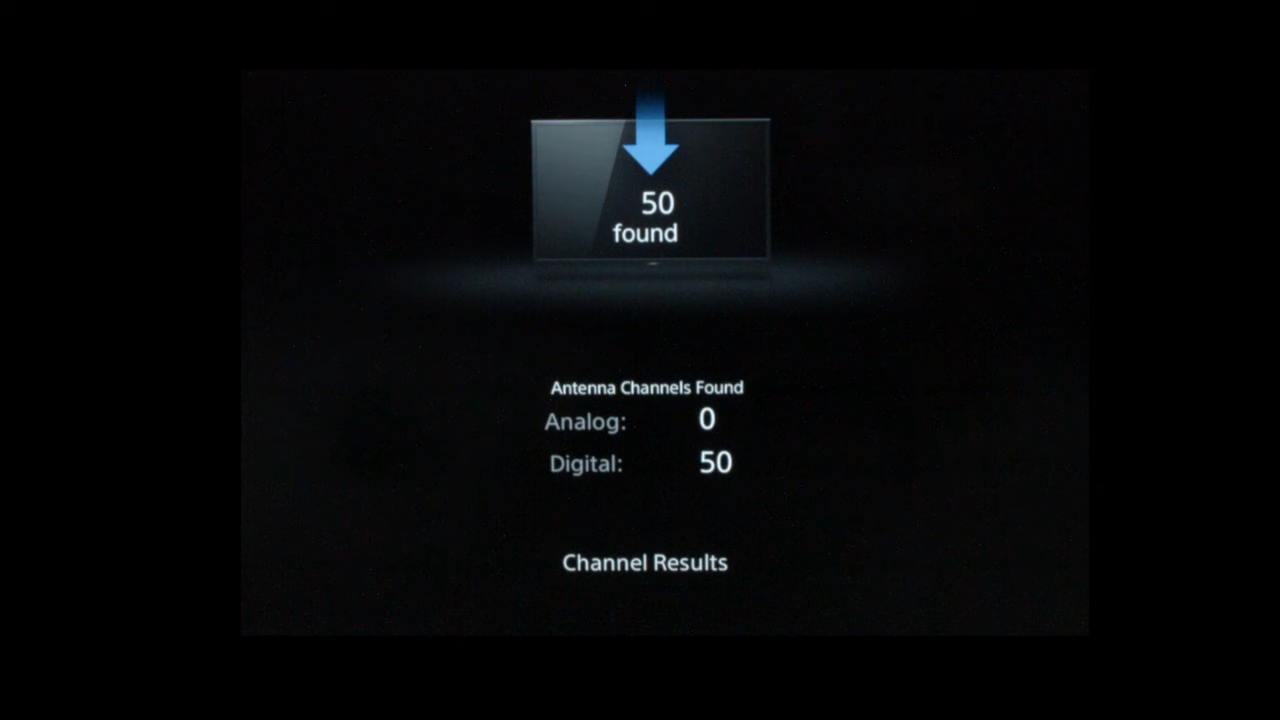 50
found
Antenna Channels Found
Analog: 0
Digital: 50
Channel Results